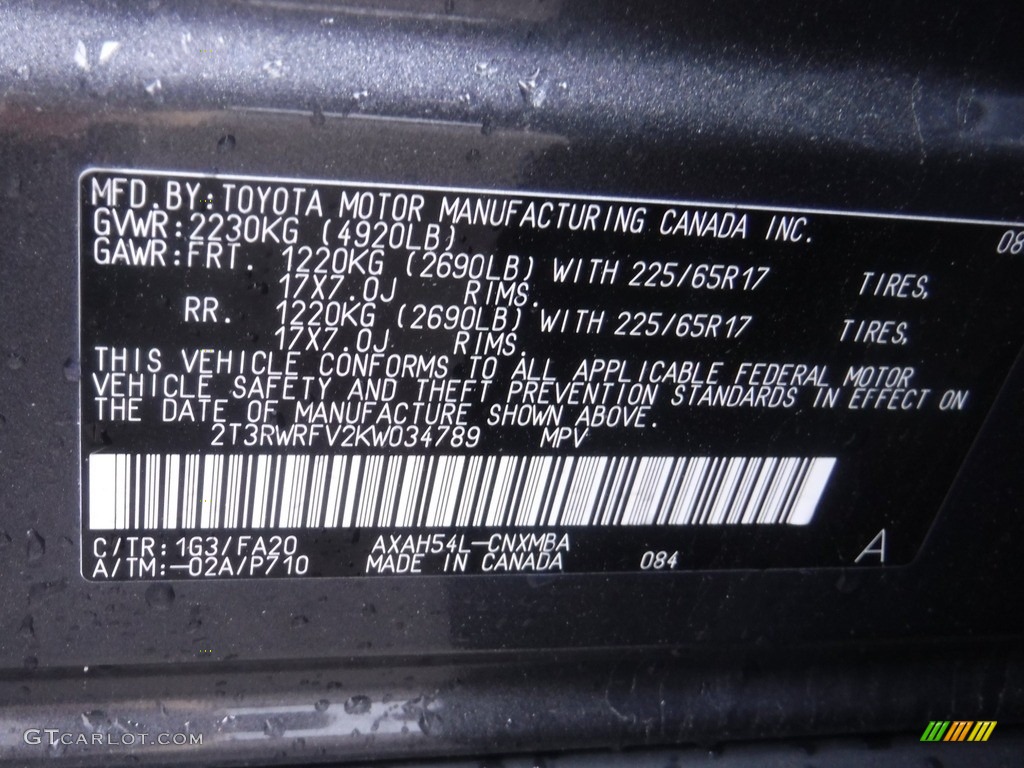 MFD.BY:TOYOTA MOTOR MANUFACTURING CANADA INC. 08
GVWR:2230KG (4920LB)
GAWR:FRT. 1220KG (2690LB) WITH 225/65R17 TIRES,
17X7.0J RIMS.
RR. 1220KG (2690LB) WITH 225/65R17 TIRES,
17X7.0J RIMS.
THIS VEHICLE CONFORMS TO ALL APPLICABLE FEDERAL MOTOR
VEHICLE SAFETY AND THEFT PREVENTION STANDARDS IN EFFECT ON
THE DATE OF MANUFACTURE SHOWN ABOVE.
2T3RWRFV2KW034789 MPV
C/TR:1G3/FA20 AXAH54L-CNXMBA A
A/TM:-02A/P710 MADE IN CANADA 084
GTCARLOT.COM